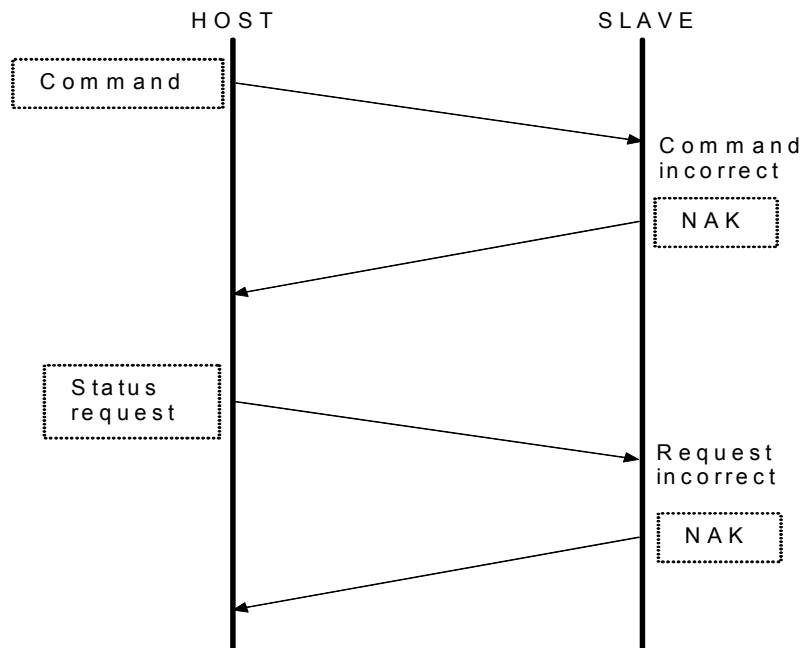 HOST
SLAVE
Command
Command
incorrect
NAK
Status
request
Request
incorrect
NAK